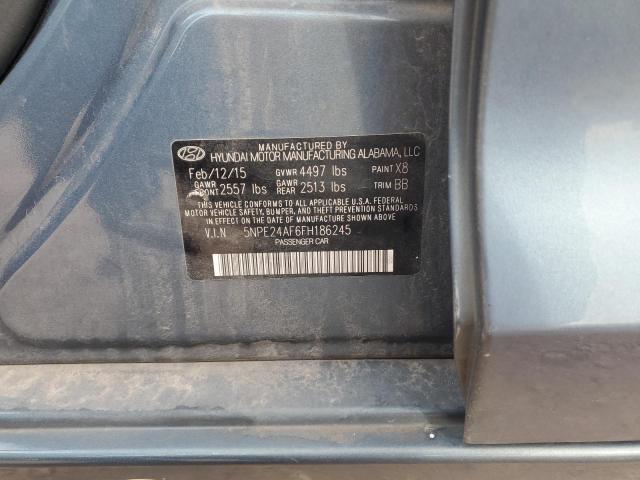 MANUFACTURED BY
HYUNDAI MOTOR MANUFACTURING ALABAMA, LLC
Feb/12/15 GVWR 4497 lbs PAINT X8
GAWR FRONT 2557 lbs GAWR REAR 2513 lbs TRIM BB
THIS VEHICLE CONFORMS TO ALL APPLICABLE U.S.A. FEDERAL
MOTOR VEHICLE SAFETY, BUMPER, AND THEFT PREVENTION STANDARDS
IN EFFECT ON THE DATE OF MANUFACTURE SHOWN ABOVE.
V.I.N 5NPE24AF6FH186245
PASSENGER CAR